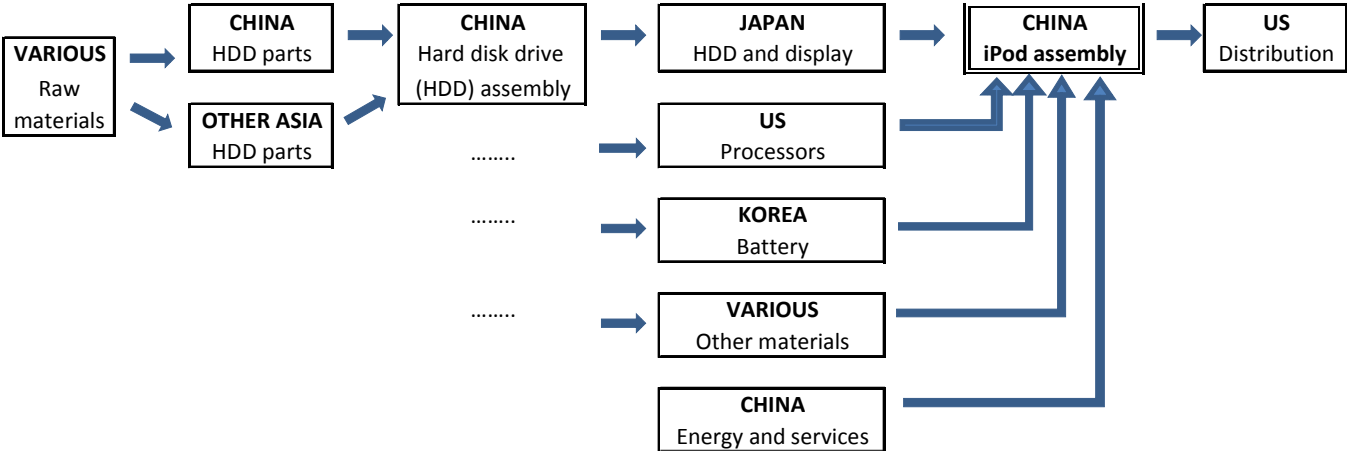 VARIOUS
Raw
materials
CHINA
HDD parts
OTHER ASIA
HDD parts
CHINA
Hard disk drive
(HDD) assembly
……..
……..
……..
JAPAN
HDD and display
US
Processors
KOREA
Battery
VARIOUS
Other materials
CHINA
Energy and services
CHINA
iPod assembly
US
Distribution